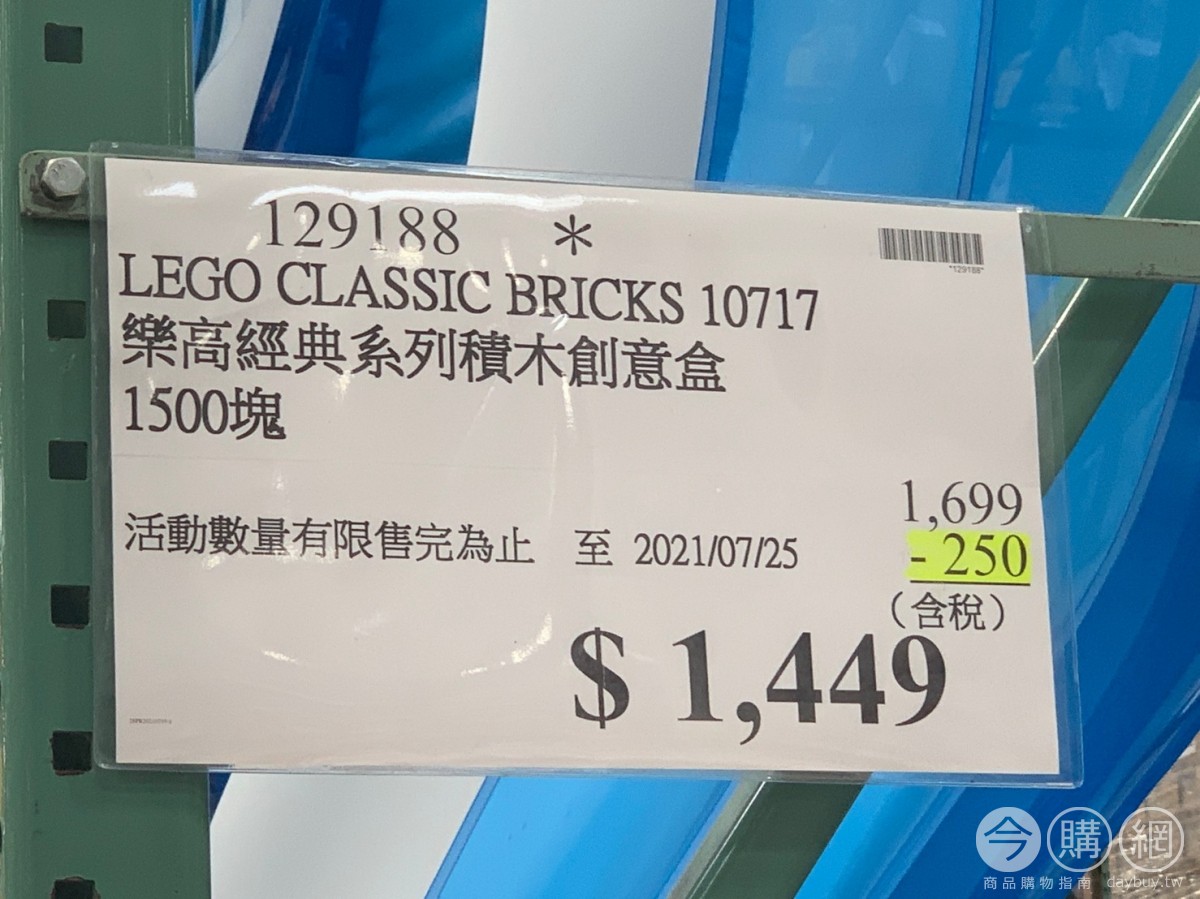 129188 *
"129188"
LEGO CLASSIC BRICKS 10717
樂高經典系列積木創意盒
1500塊
1,699
活動數量有限售完為止 至 2021/07/25
- 250
(含稅)
$ 1,449
今購網
商品購物指南 daybuy.tw